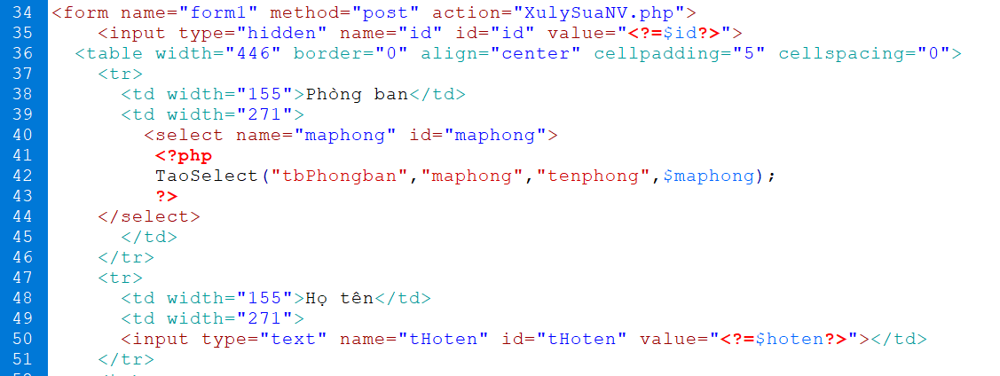 34 <form name="form1" method="post" action="XulySuaNV.php">
35 <input type="hidden" name="id" id="id" value="<?=$id?>">
36 <table width="446" border="0" align="center" cellpadding="5" cellspacing="0">
37 <tr>
38 <td width="155">Phòng ban</td>
39 <td width="271">
40 <select name="maphong" id="maphong">
41 <?php
42 TaoSelect("tbPhongban","maphong","tenphong",$maphong);
43 ?>
44 </select>
45 </td>
46 </tr>
47 <tr>
48 <td width="155">Họ tên</td>
49 <td width="271">
50 <input type="text" name="tHoten" id="tHoten" value="<?=$hoten?>"></td>
51 </tr>